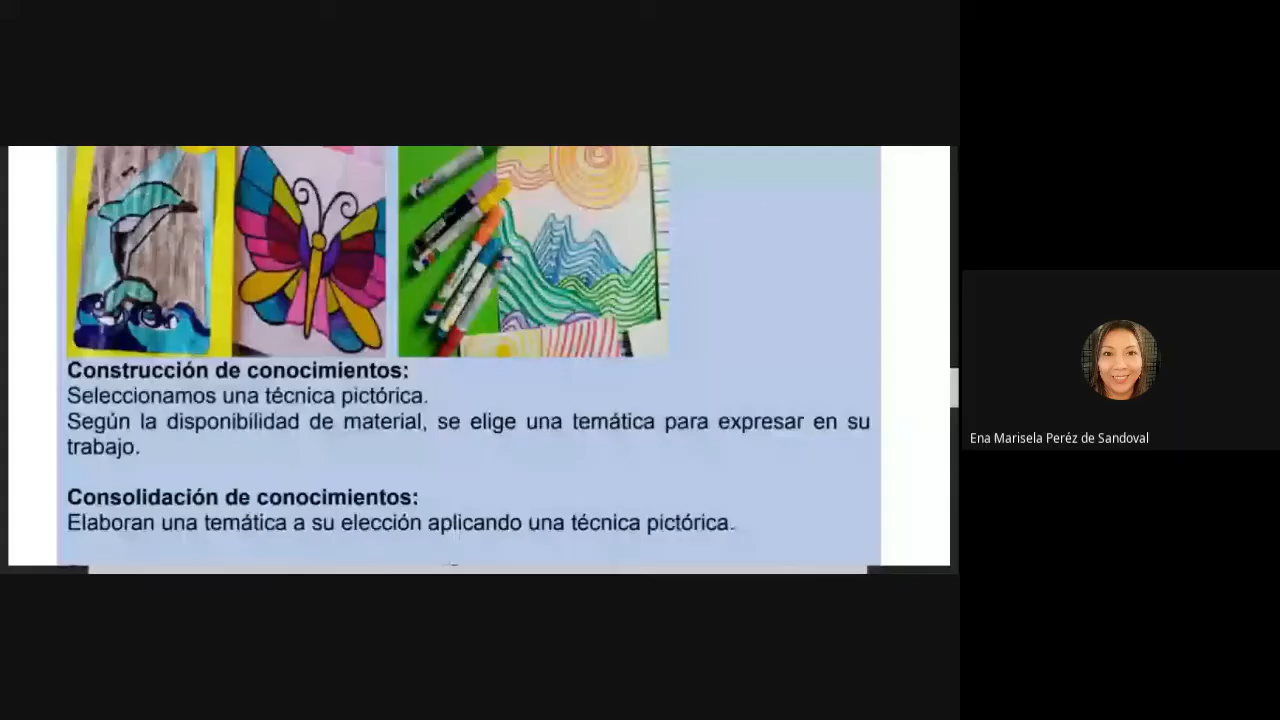 Construcción de conocimientos:
Seleccionamos una técnica pictórica.
Según la disponibilidad de material, se elige una temática para expresar en su
trabajo.
Consolidación de conocimientos:
Elaboran una temática a su elección aplicando una técnica pictórica.
Ena Marisela Peréz de Sandoval